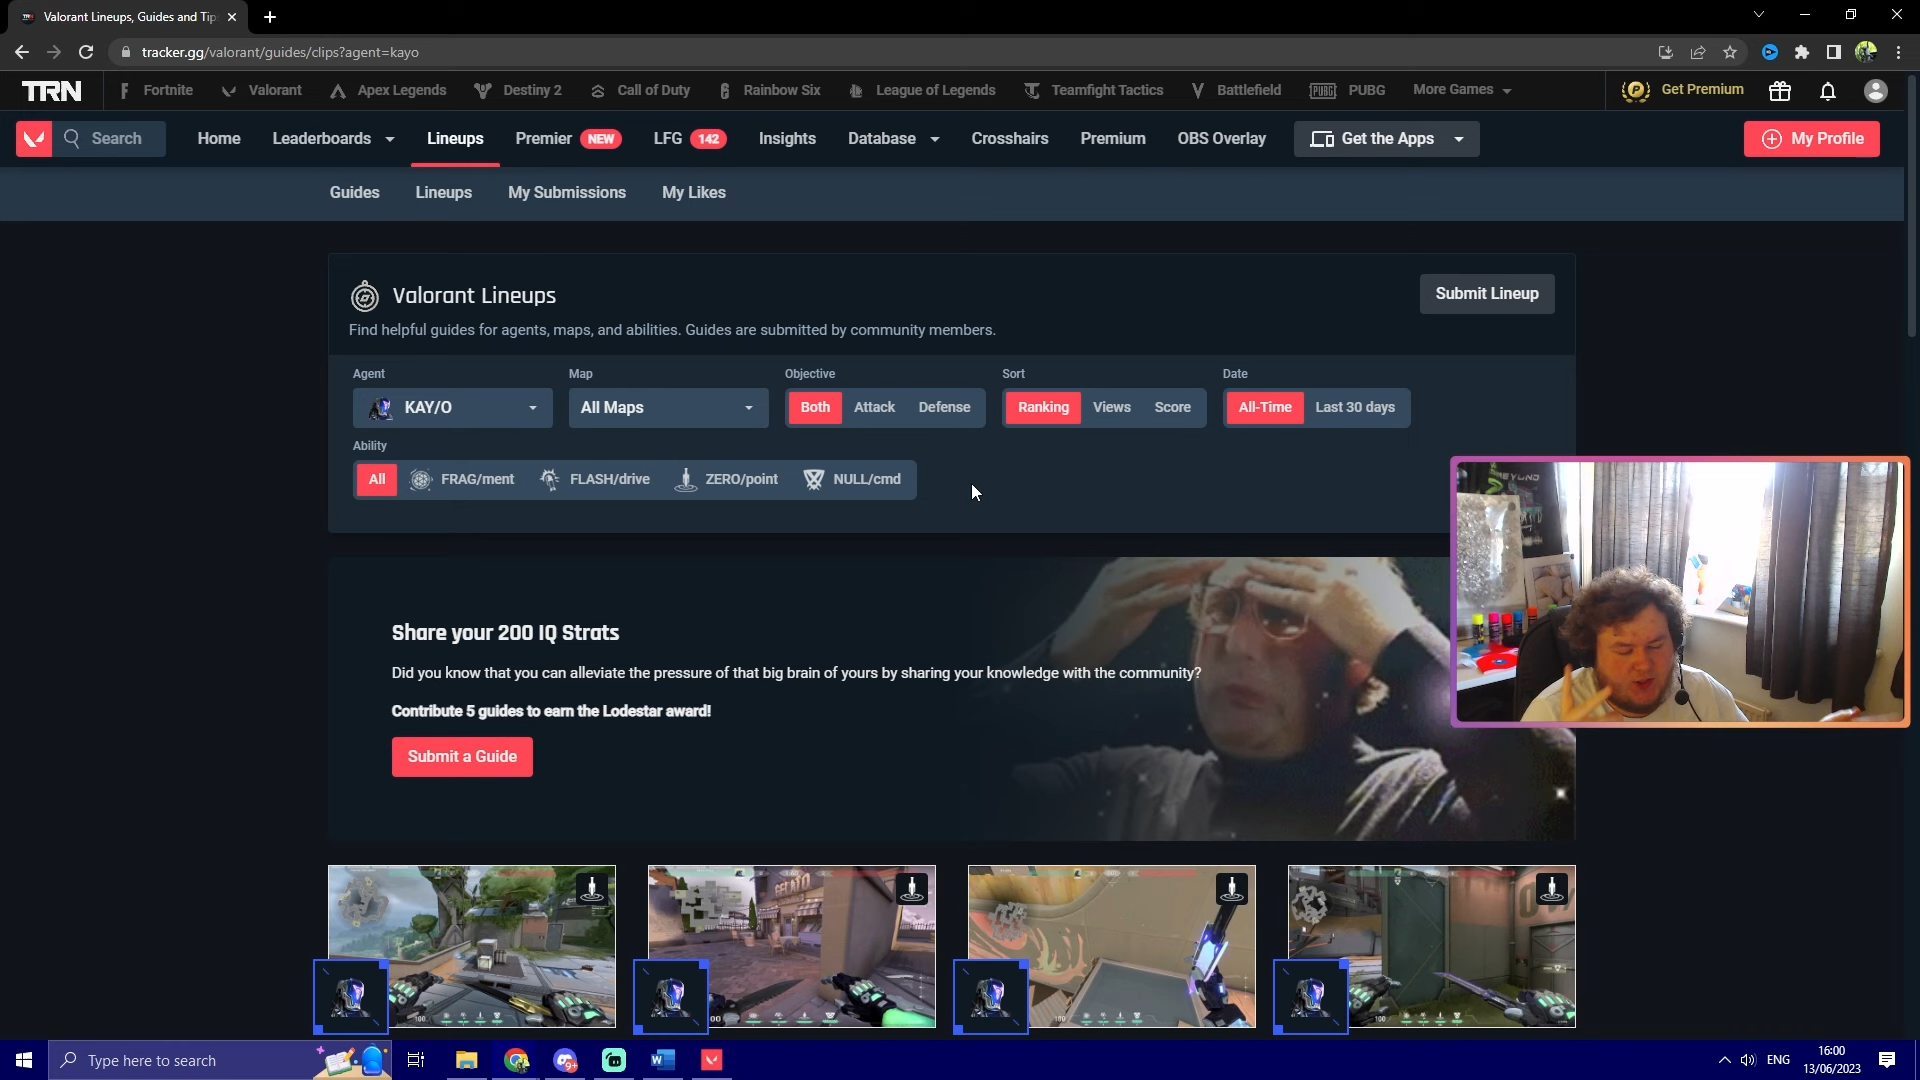 Valorant Lineups, Guides and Tip
tracker.gg/valorant/guides/clips?agent=kayo
TRN Fortnite Valorant Apex Legends Destiny 2 Call of Duty Rainbow Six League of Legends Teamfight Tactics Battlefield PUBG PUBG More Games Get Premium
Search Home Leaderboards Lineups Premier NEW LFG 142 Insights Database Crosshairs Premium OBS Overlay Get the Apps My Profile
Guides Lineups My Submissions My Likes
Valorant Lineups
Submit Lineup
Find helpful guides for agents, maps, and abilities. Guides are submitted by community members.
Agent Map Objective Sort Date
KAY/O All Maps Both Attack Defense Ranking Views Score All-Time Last 30 days
Ability
All FRAG/ment FLASH/drive ZERO/point NULL/cmd
Share your 200 IQ Strats
Did you know that you can alleviate the pressure of that big brain of yours by sharing your knowledge with the community?
Contribute 5 guides to earn the Lodestar award!
Submit a Guide
GELATO
100
100
Type here to search
9+
ENG
16:00
13/06/2023